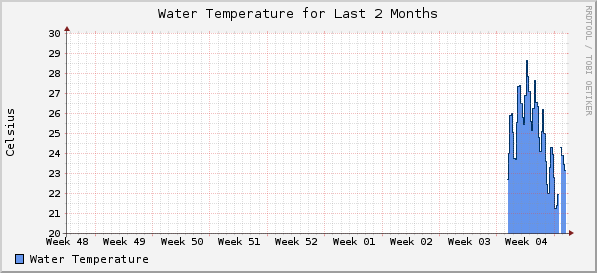 Water Temperature for Last 2 Months
RRDTOOL / TOBI OETIKER
Celsius
30
29
28
27
26
25
24
23
22
21
20
Week 48 Week 49 Week 50 Week 51 Week 52 Week 01 Week 02 Week 03 Week 04
Water Temperature